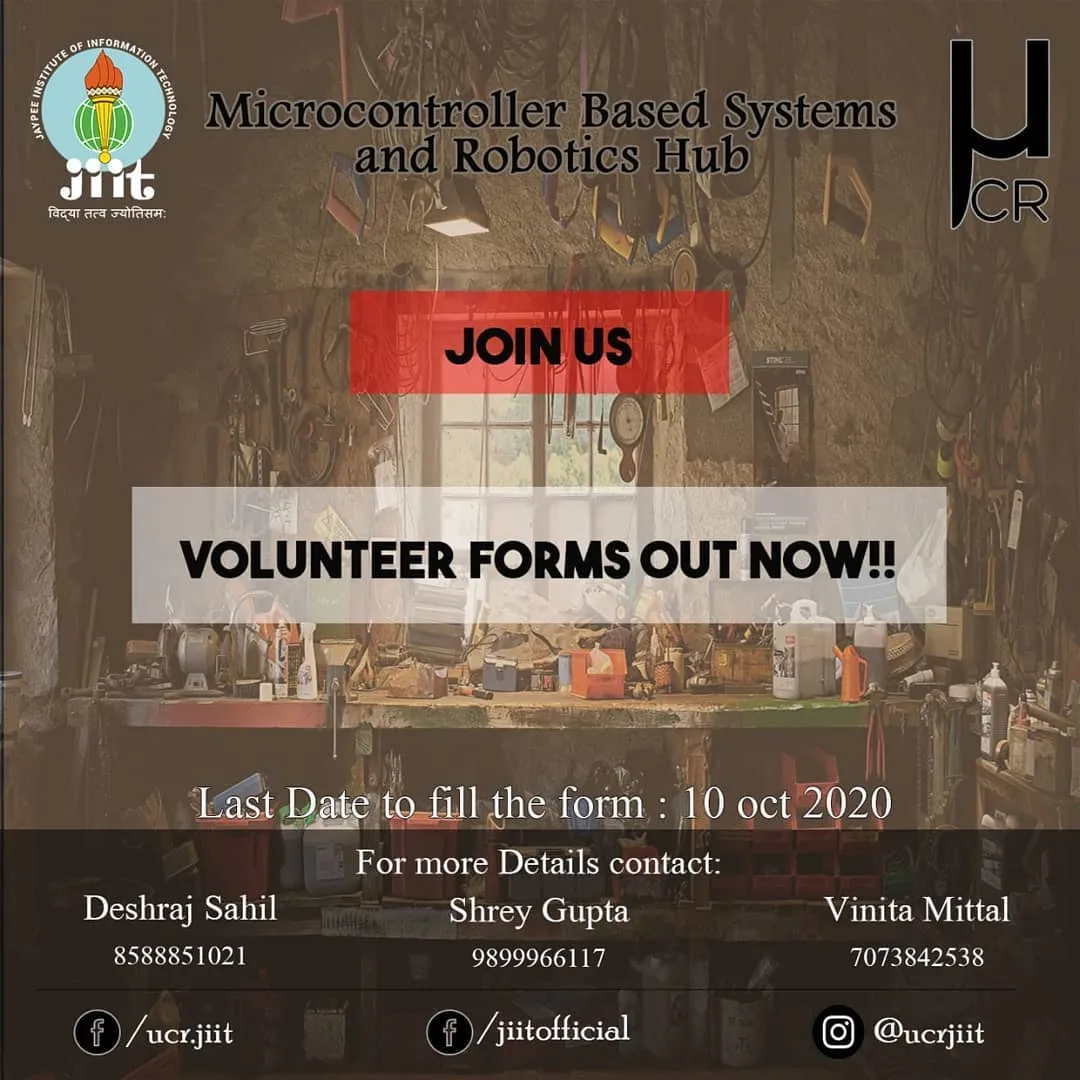 JAYPEE INSTITUTE OF INFORMATION TECHNOLOGY
jiit
विद्या तत्व ज्योतिसमः
Microcontroller Based Systems
and Robotics Hub
μ
CR
JOIN US
STIHL
VOLUNTEER FORMS OUT NOW!!
Last Date to fill the form : 10 oct 2020
For more Details contact:
Deshraj Sahil
8588851021
Shrey Gupta
9899966117
Vinita Mittal
7073842538
/ucr.jiit
/jiitofficial
@ucrjiit